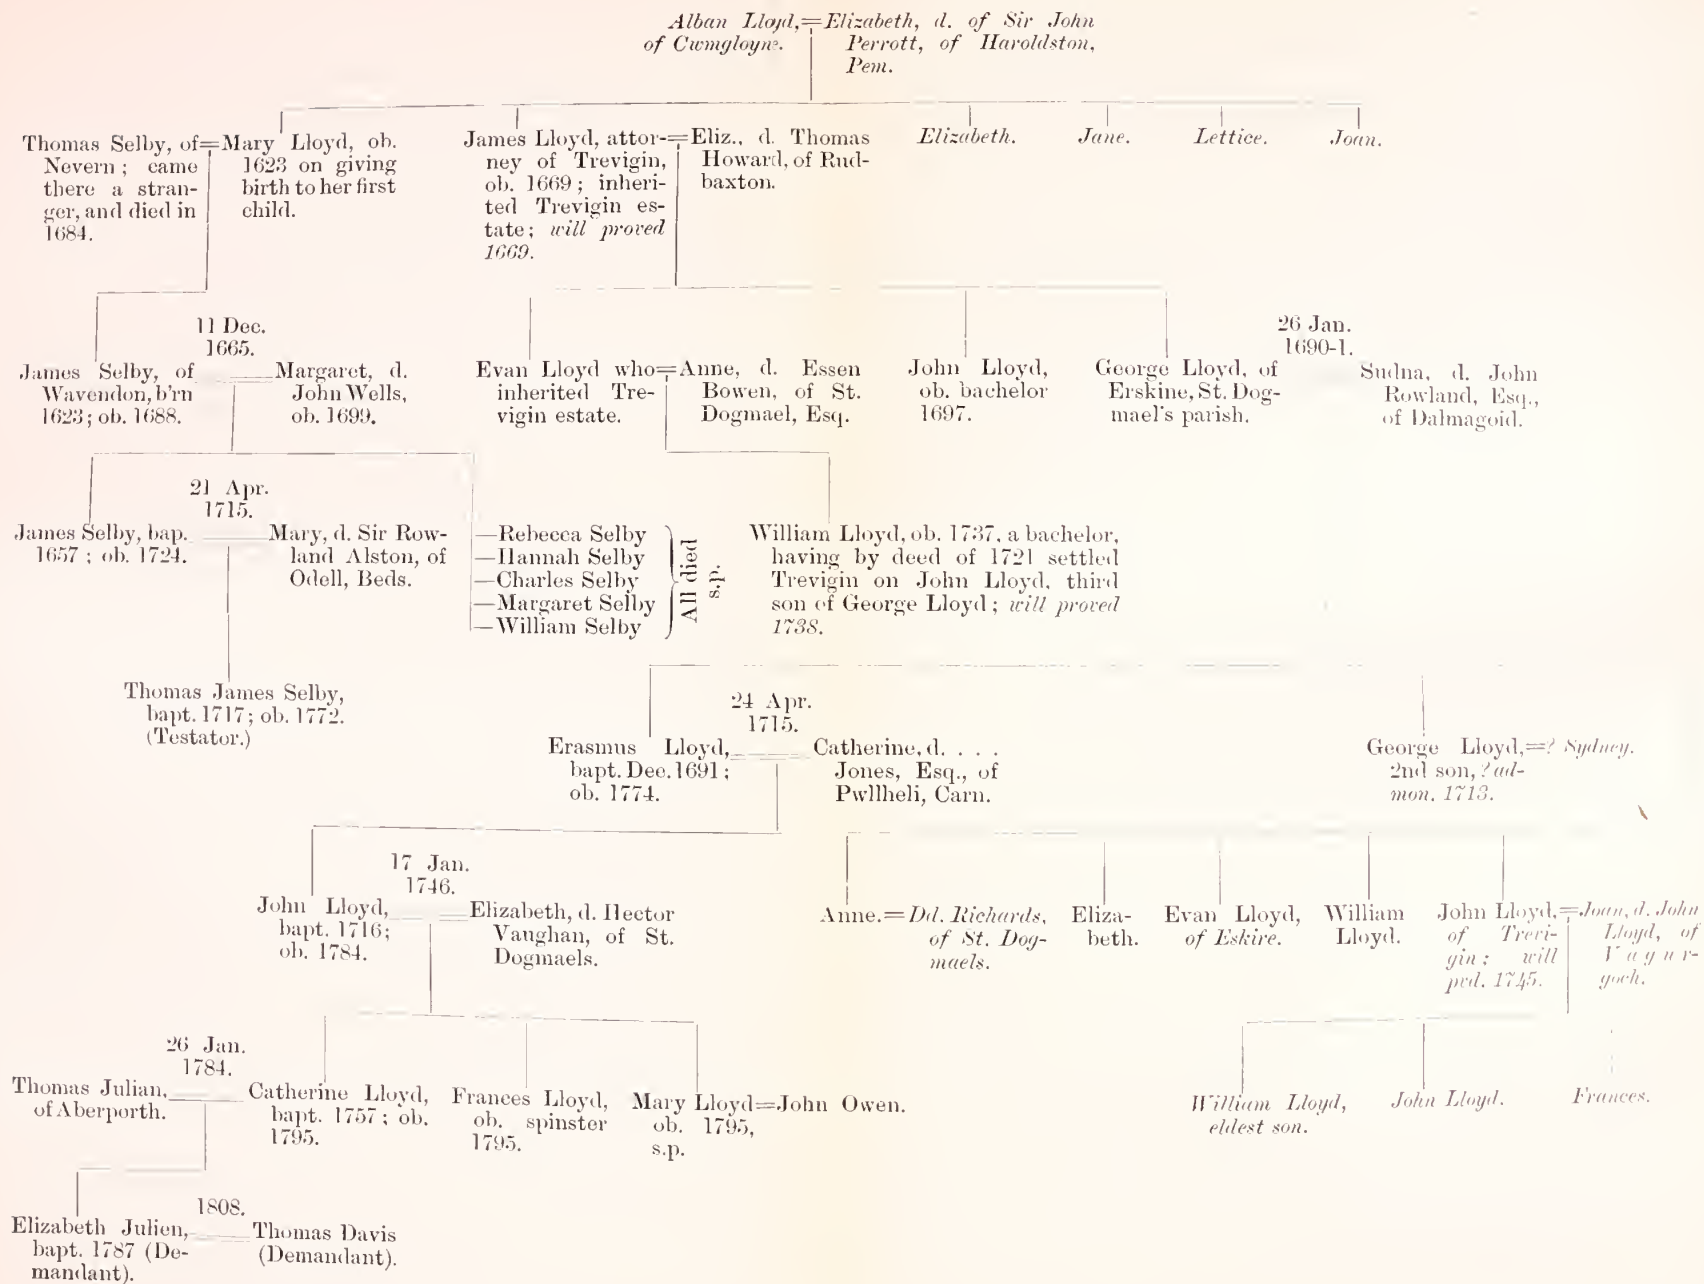 Alban Lloyd,=Elizabeth, d. of Sir John
of Cwmgloyne. Perrott, of Haroldston,
Pem.
Thomas Selby, of=Mary Lloyd, ob.
Nevern; came 1623 on giving
there a stran- birth to her first
ger, and died in child.
1684.
James Lloyd, attor-=Eliz., d. Thomas
ney of Trevigin, Howard, of Rud-
ob. 1669; inheri- baxton.
ted Trevigin es-
tate; will proved
1669.
Elizabeth.
Jane.
Lettice.
Joan.
11 Dec.
1665.
James Selby, of Margaret, d.
Wavendon, b'rn John Wells,
1623; ob. 1688. ob. 1699.
Evan Lloyd who=Anne, d. Essen
inherited Tre- Bowen, of St.
vigin estate. Dogmael, Esq.
John Lloyd,
ob. bachelor
1697.
26 Jan.
1690-1.
George Lloyd, of Sudna, d. John
Erskine, St. Dog- Rowland, Esq.,
mael's parish. of Dalmagoid.
21 Apr.
1715.
James Selby, bap. Mary, d. Sir Row-
1657; ob. 1724. land Alston, of
Odell, Beds.
—Rebecca Selby
—Hannah Selby
—Charles Selby
—Margaret Selby
—William Selby
All died
s.p.
William Lloyd, ob. 1737, a bachelor,
having by deed of 1721 settled
Trevigin on John Lloyd, third
son of George Lloyd; will proved
1738.
Thomas James Selby,
bapt. 1717; ob. 1772.
(Testator.)
24 Apr.
1715.
Erasmus Lloyd, Catherine, d. . . .
bapt. Dec. 1691; Jones, Esq., of
ob. 1774. Pwllheli, Carn.
George Lloyd,=? Sydney.
2nd son, ? ad-
mon. 1713.
17 Jan.
1746.
John Lloyd, Elizabeth, d. Hector
bapt. 1716; Vaughan, of St.
ob. 1784. Dogmaels.
Anne.=Dd. Richards,
of St. Dog-
maels.
Eliza-
beth.
Evan Lloyd,
of Eskire.
William
Lloyd.
John Lloyd,=Joan, d. John
of Trevi- Lloyd, of
gin; will Vagur-
prd. 1745. goch.
26 Jan.
1784.
Thomas Julian, Catherine Lloyd,
of Aberporth. bapt. 1757; ob.
1795.
Frances Lloyd,
ob. spinster
1795.
Mary Lloyd=John Owen.
ob. 1795,
s.p.
William Lloyd,
eldest son.
John Lloyd.
Frances.
1808.
Elizabeth Julien, Thomas Davis
bapt. 1787 (De- (Demandant).
mandant).